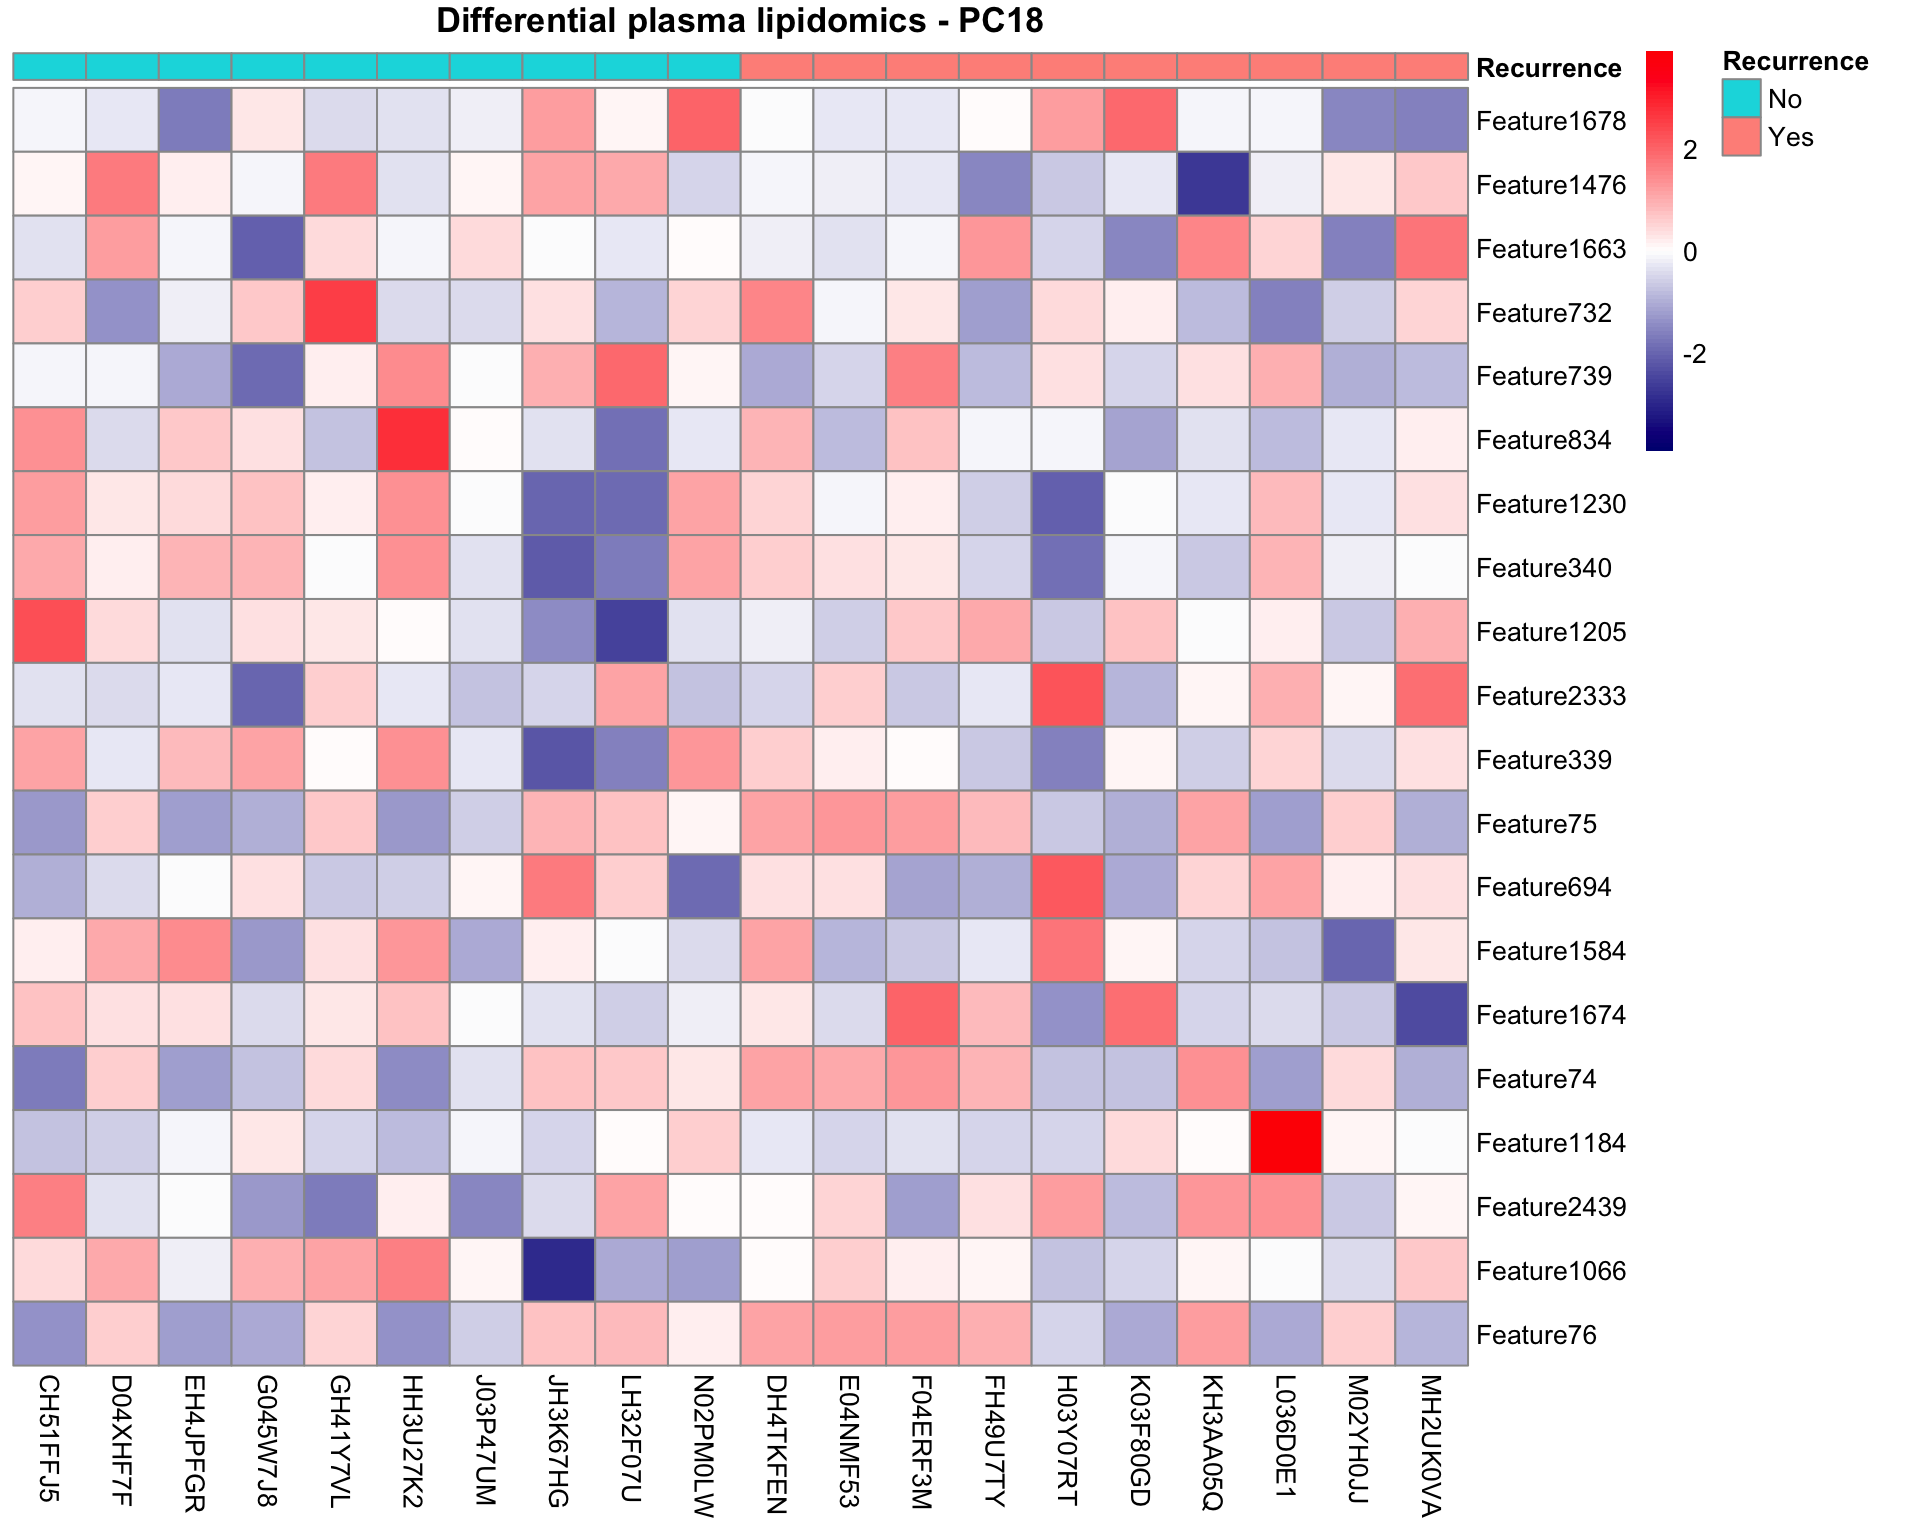 Differential plasma lipidomics - PC18
Recurrence
2
0
-2
Recurrence
No
Yes
Feature1678
Feature1476
Feature1663
Feature732
Feature739
Feature834
Feature1230
Feature340
Feature1205
Feature2333
Feature339
Feature75
Feature694
Feature1584
Feature1674
Feature74
Feature1184
Feature2439
Feature1066
Feature76
CH51FFJ5
D04XHF7F
EH4JPFGR
G045W7J8
GH41Y7VL
HH3U27K2
J03P47UM
JH3K67HG
LH32F07U
N02PM0LW
DH4TKFEN
E04NMF53
F04ERF3M
FH49U7TY
H03Y07RT
K03F80GD
KH3AA05Q
L036D0E1
M02YH0JJ
MH2UK0VA